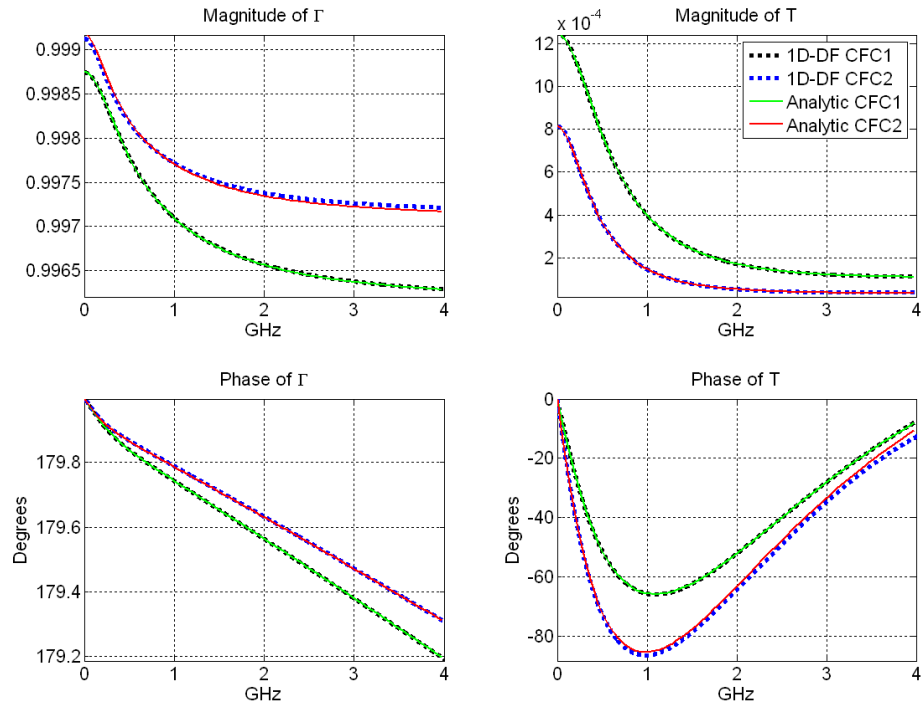 Magnitude of Γ
0.999
0.9985
0.998
0.9975
0.997
0.9965
0 1 2 3 4
GHz
Magnitude of T
x 10-4
12
10
8
6
4
2
0 1 2 3 4
GHz
1D-DF CFC1
1D-DF CFC2
Analytic CFC1
Analytic CFC2
Phase of Γ
Degrees
179.8
179.6
179.4
179.2
0 1 2 3 4
GHz
Phase of T
Degrees
0
-20
-40
-60
-80
0 1 2 3 4
GHz